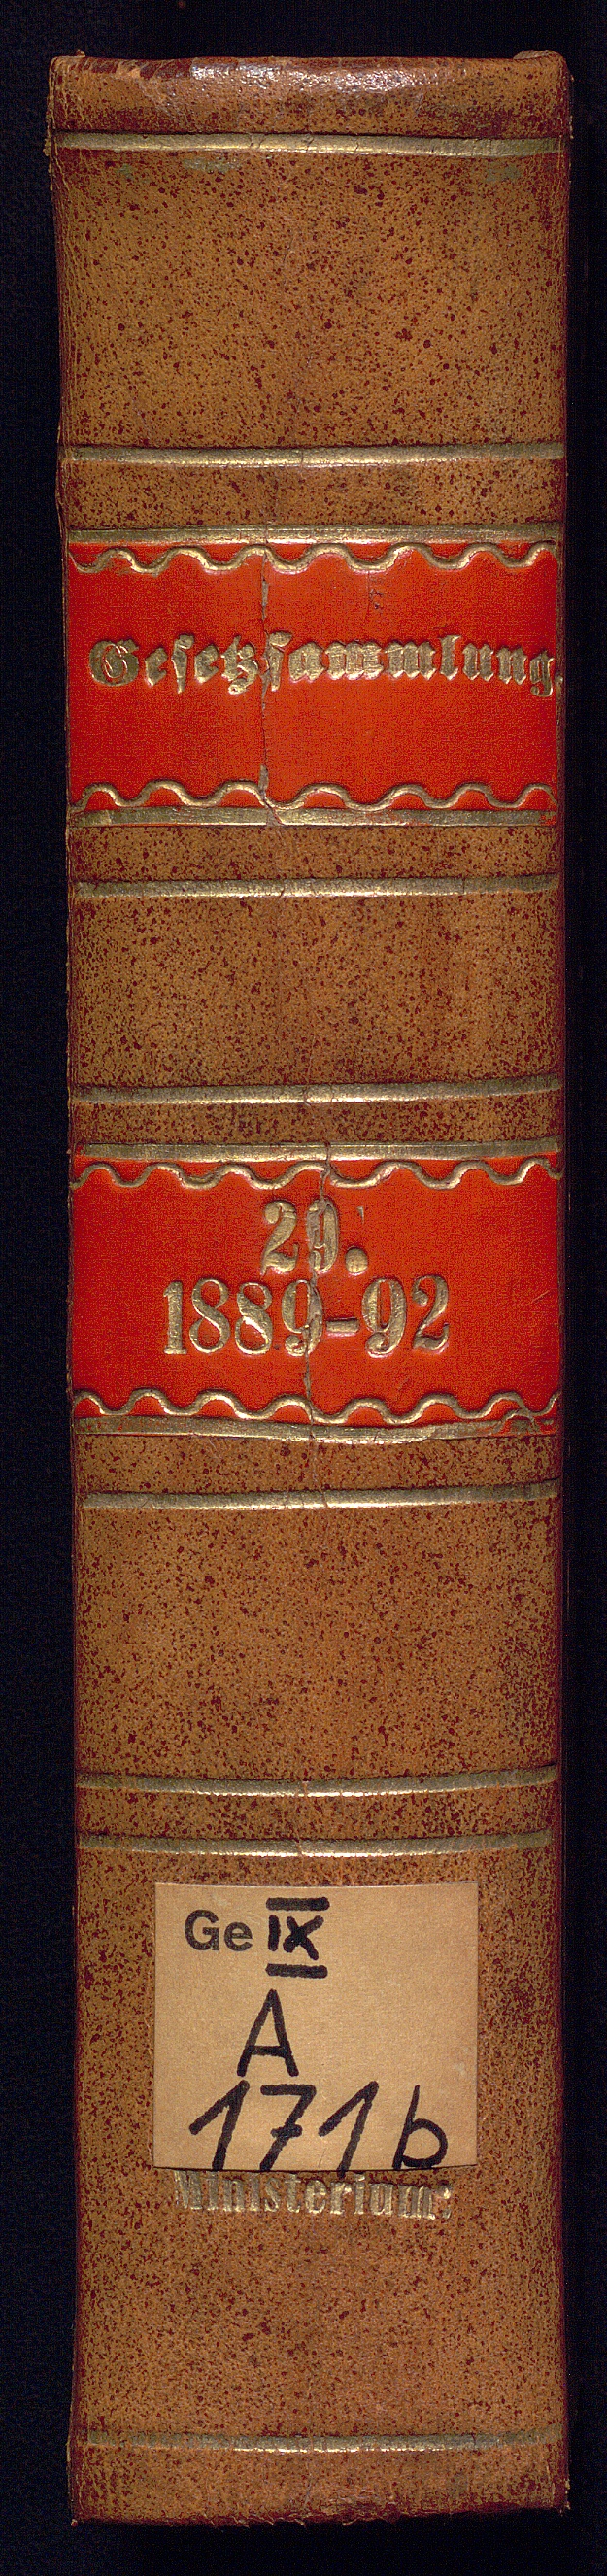 Gesetzsammlung.
29.
1889-92
Ge IX
A
171b
Ministerium: